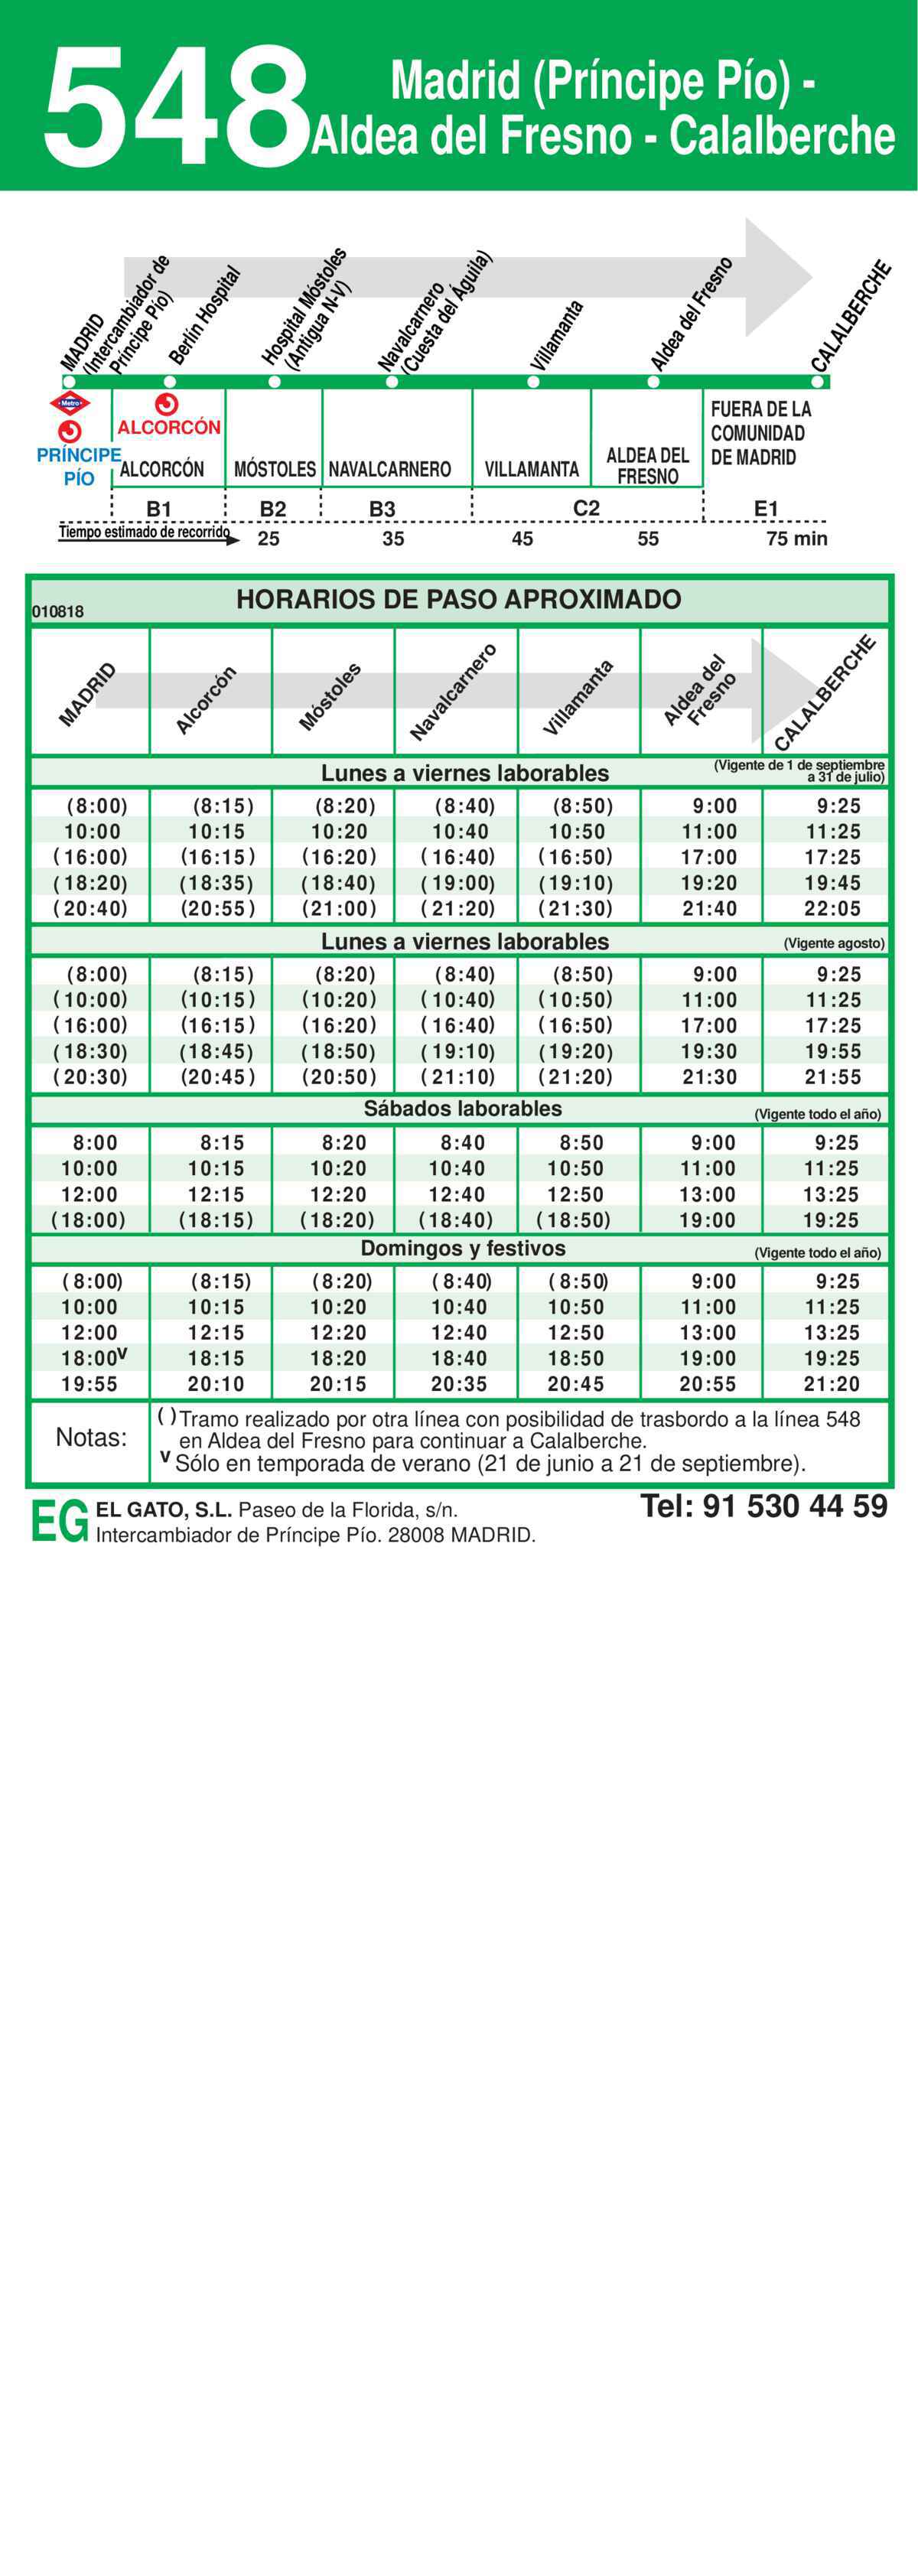 548
Madrid (Príncipe Pío) -
Aldea del Fresno - Calalberche
MADRID
(Intercambiador de
Príncipe Pío)
Berlín Hospital
Hospital Móstoles
(Antigua N-V)
Navalcarnero
(Cuesta del Águila)
Villamanta
Aldea del Fresno
CALALBERCHE
Metro
PRÍNCIPE
PÍO
ALCORCÓN
ALCORCÓN
MÓSTOLES
NAVALCARNERO
VILLAMANTA
ALDEA DEL
FRESNO
FUERA DE LA
COMUNIDAD
DE MADRID
B1 B2 B3 C2 E1
Tiempo estimado de recorrido 25 35 45 55 75 min
010818
HORARIOS DE PASO APROXIMADO
MADRID
Alcorcón
Móstoles
Navalcarnero
Villamanta
Aldea del
Fresno
CALALBERCHE
Lunes a viernes laborables (Vigente de 1 de septiembre
a 31 de julio)
(8:00) (8:15) (8:20) (8:40) (8:50) 9:00 9:25
10:00 10:15 10:20 10:40 10:50 11:00 11:25
(16:00) (16:15) (16:20) (16:40) (16:50) 17:00 17:25
(18:20) (18:35) (18:40) (19:00) (19:10) 19:20 19:45
(20:40) (20:55) (21:00) (21:20) (21:30) 21:40 22:05
Lunes a viernes laborables (Vigente agosto)
(8:00) (8:15) (8:20) (8:40) (8:50) 9:00 9:25
(10:00) (10:15) (10:20) (10:40) (10:50) 11:00 11:25
(16:00) (16:15) (16:20) (16:40) (16:50) 17:00 17:25
(18:30) (18:45) (18:50) (19:10) (19:20) 19:30 19:55
(20:30) (20:45) (20:50) (21:10) (21:20) 21:30 21:55
Sábados laborables (Vigente todo el año)
8:00 8:15 8:20 8:40 8:50 9:00 9:25
10:00 10:15 10:20 10:40 10:50 11:00 11:25
12:00 12:15 12:20 12:40 12:50 13:00 13:25
(18:00) (18:15) (18:20) (18:40) (18:50) 19:00 19:25
Domingos y festivos (Vigente todo el año)
(8:00) (8:15) (8:20) (8:40) (8:50) 9:00 9:25
10:00 10:15 10:20 10:40 10:50 11:00 11:25
12:00 12:15 12:20 12:40 12:50 13:00 13:25
18:00V 18:15 18:20 18:40 18:50 19:00 19:25
19:55 20:10 20:15 20:35 20:45 20:55 21:20
Notas:
( ) Tramo realizado por otra línea con posibilidad de trasbordo a la línea 548
en Aldea del Fresno para continuar a Calalberche.
V Sólo en temporada de verano (21 de junio a 21 de septiembre).
EG
EL GATO, S.L. Paseo de la Florida, s/n.
Intercambiador de Príncipe Pío. 28008 MADRID.
Tel: 91 530 44 59